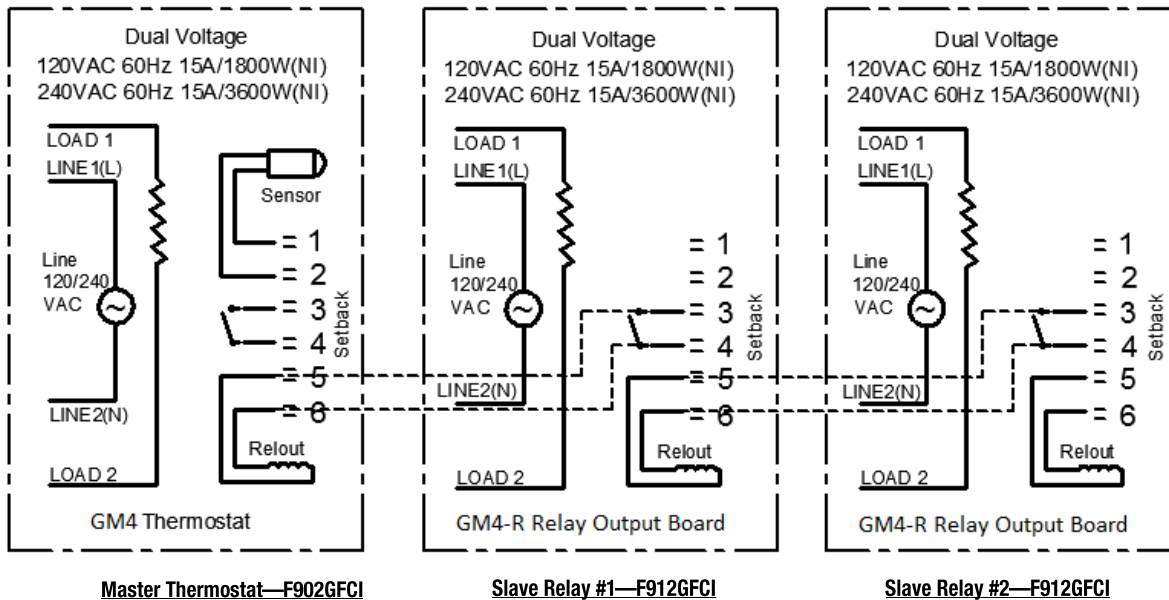 Dual Voltage
120VAC 60Hz 15A/1800W(NI)
240VAC 60Hz 15A/3600W(NI)
LOAD 1
LINE1(L)
Sensor
Line
120/240
VAC
= 1
= 2
= 3
= 4
= 5
= 6
Setback
LINE2(N)
Relout
LOAD 2
GM4 Thermostat
Master Thermostat—F902GFCI
Dual Voltage
120VAC 60Hz 15A/1800W(NI)
240VAC 60Hz 15A/3600W(NI)
LOAD 1
LINE1(L)
Line
120/240
VAC
= 1
= 2
= 3
= 4
= 5
= 6
Setback
LINE2(N)
Relout
LOAD 2
GM4-R Relay Output Board
Slave Relay #1—F912GFCI
Dual Voltage
120VAC 60Hz 15A/1800W(NI)
240VAC 60Hz 15A/3600W(NI)
LOAD 1
LINE1(L)
Line
120/240
VAC
= 1
= 2
= 3
= 4
= 5
= 6
Setback
LINE2(N)
Relout
LOAD 2
GM4-R Relay Output Board
Slave Relay #2—F912GFCI